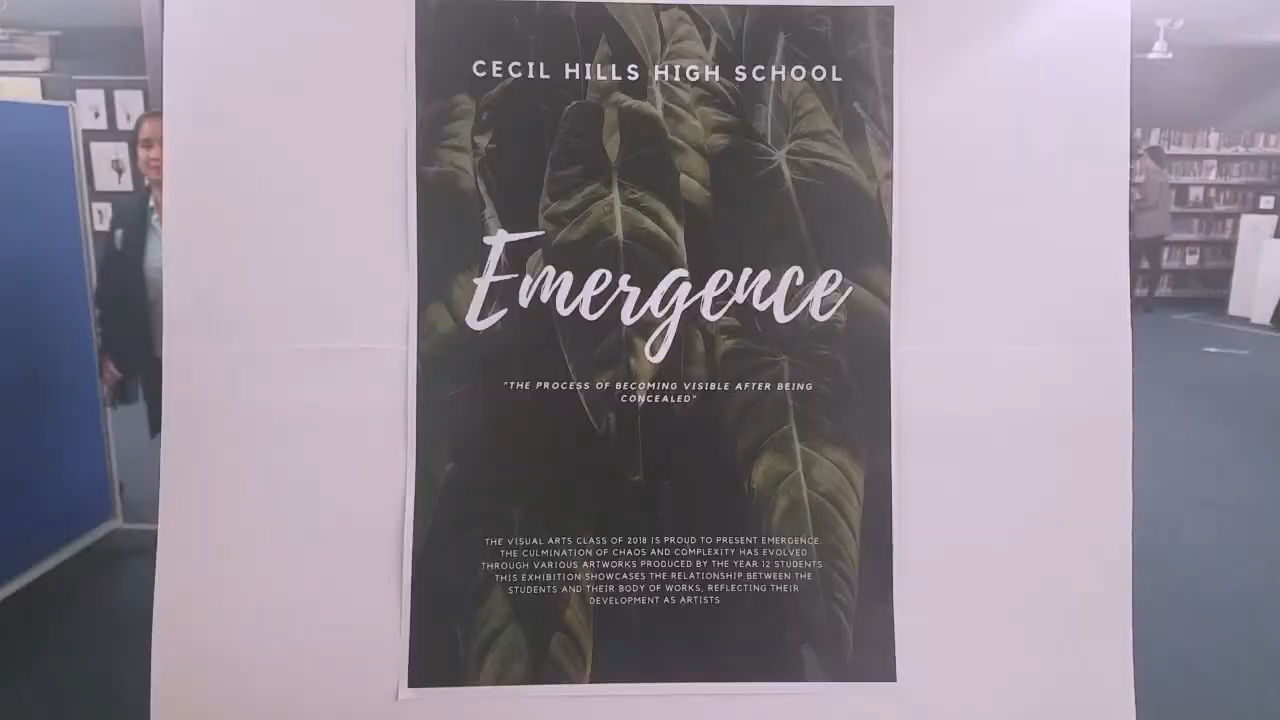 CECIL HILLS HIGH SCHOOL
Emergence
"THE PROCESS OF BECOMING VISIBLE AFTER BEING
CONCEALED"
THE VISUAL ARTS CLASS OF 2018 IS PROUD TO PRESENT EMERGENCE.
THE CULMINATION OF CHAOS AND COMPLEXITY HAS EVOLVED
THROUGH VARIOUS ARTWORKS PRODUCED BY THE YEAR 12 STUDENTS
THIS EXHIBITION SHOWCASES THE RELATIONSHIP BETWEEN THE
STUDENTS AND THEIR BODY OF WORKS, REFLECTING THEIR
DEVELOPMENT AS ARTISTS